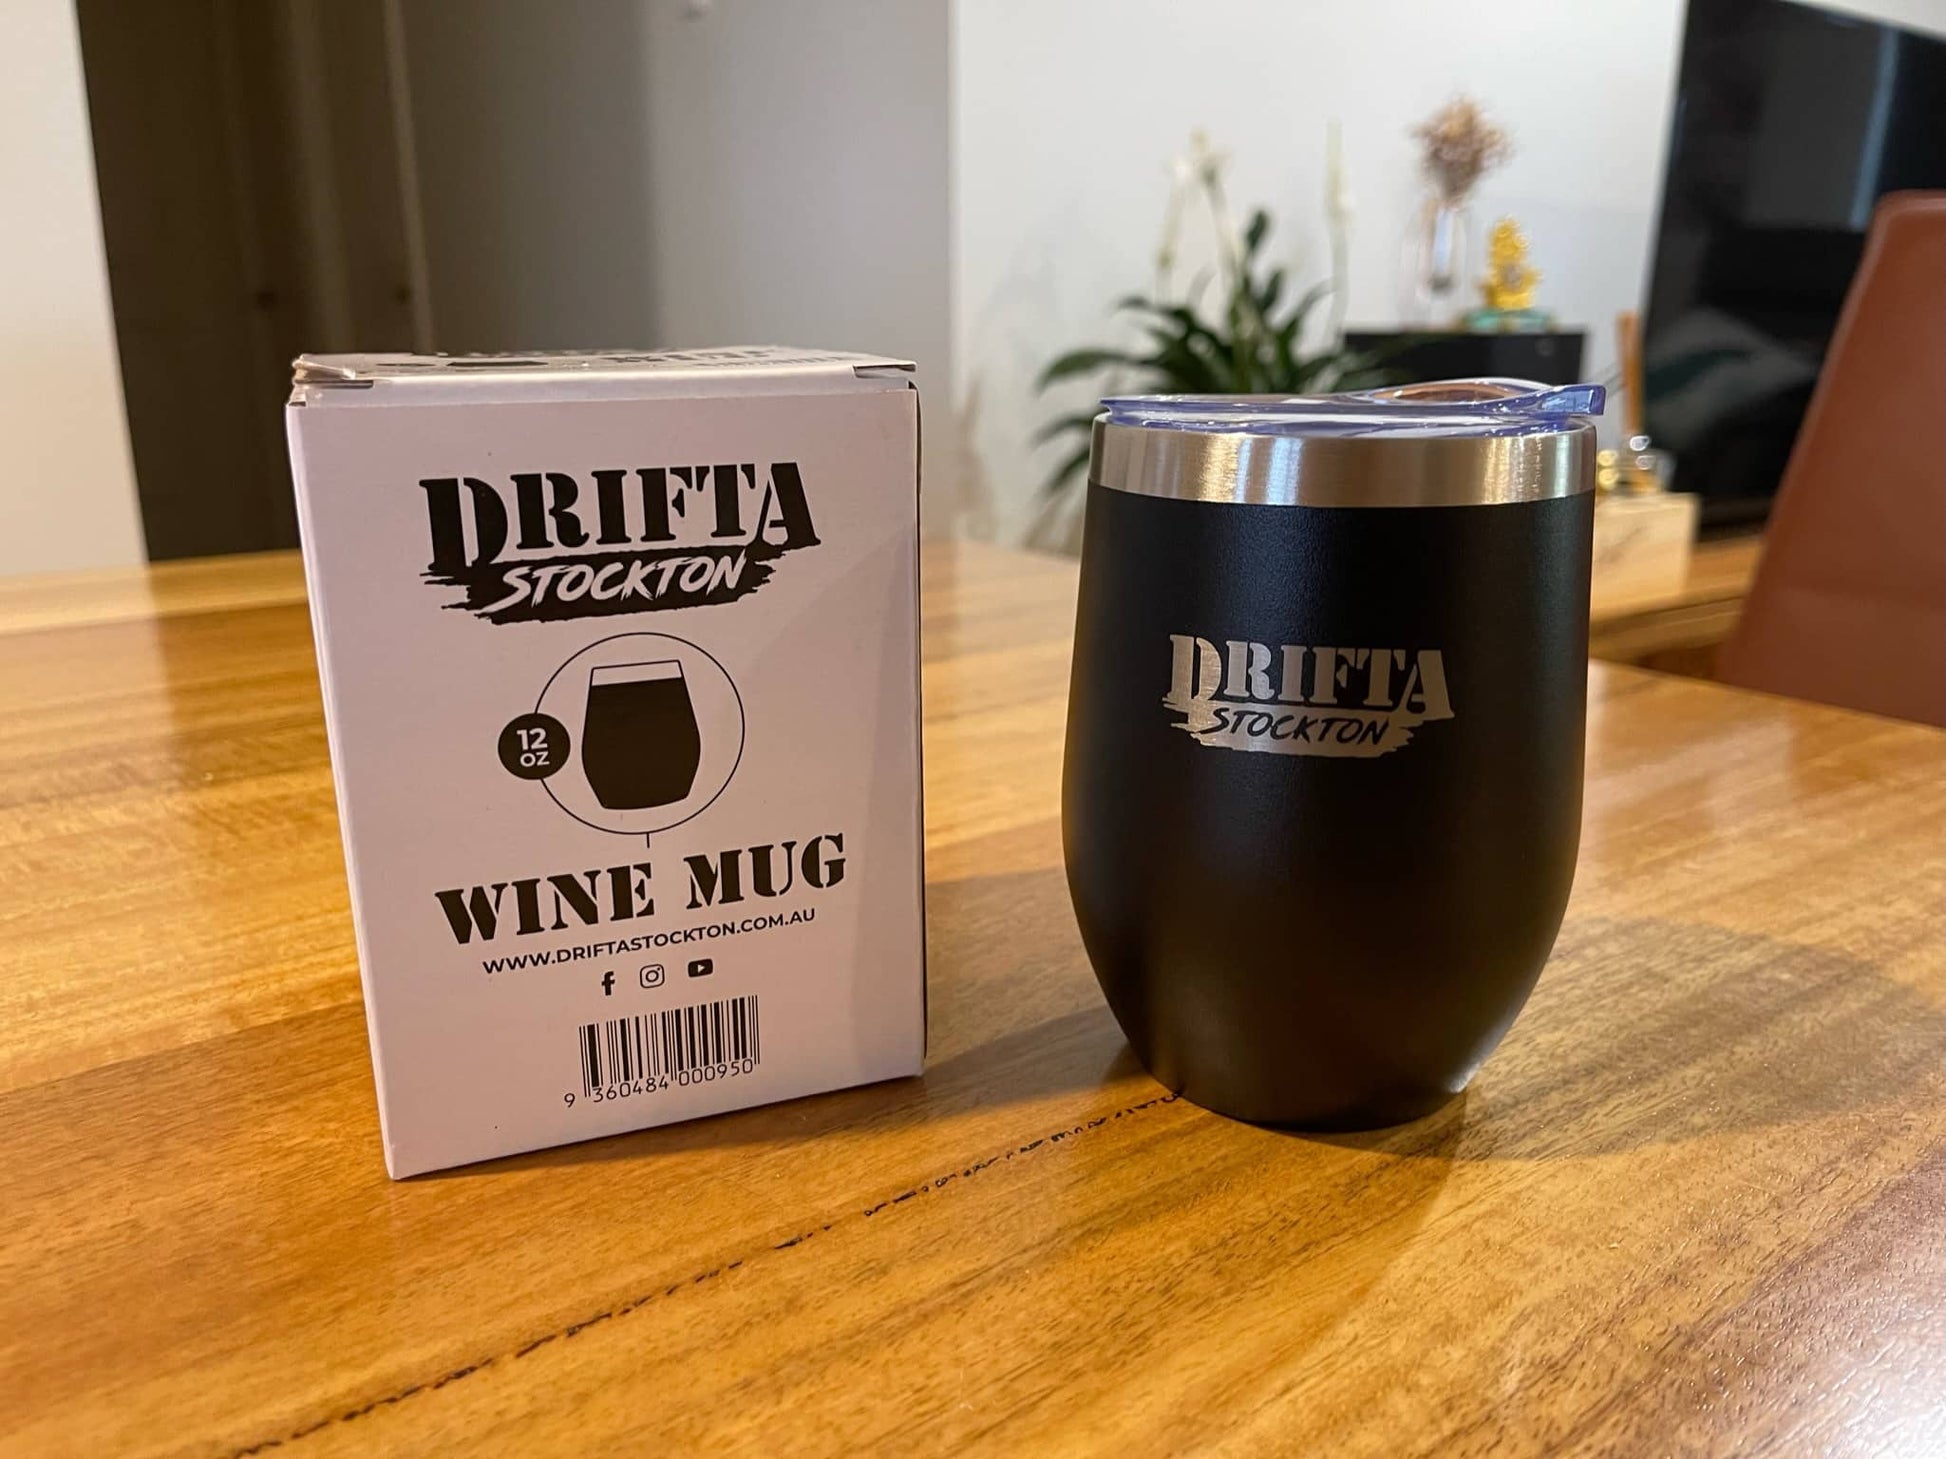 DRIFTA
STOCKTON
12
OZ
WINE MUG
WWW.DRIFTASTOCKTON.COM.AU
9 360484 000950
DRIFTA
STOCKTON